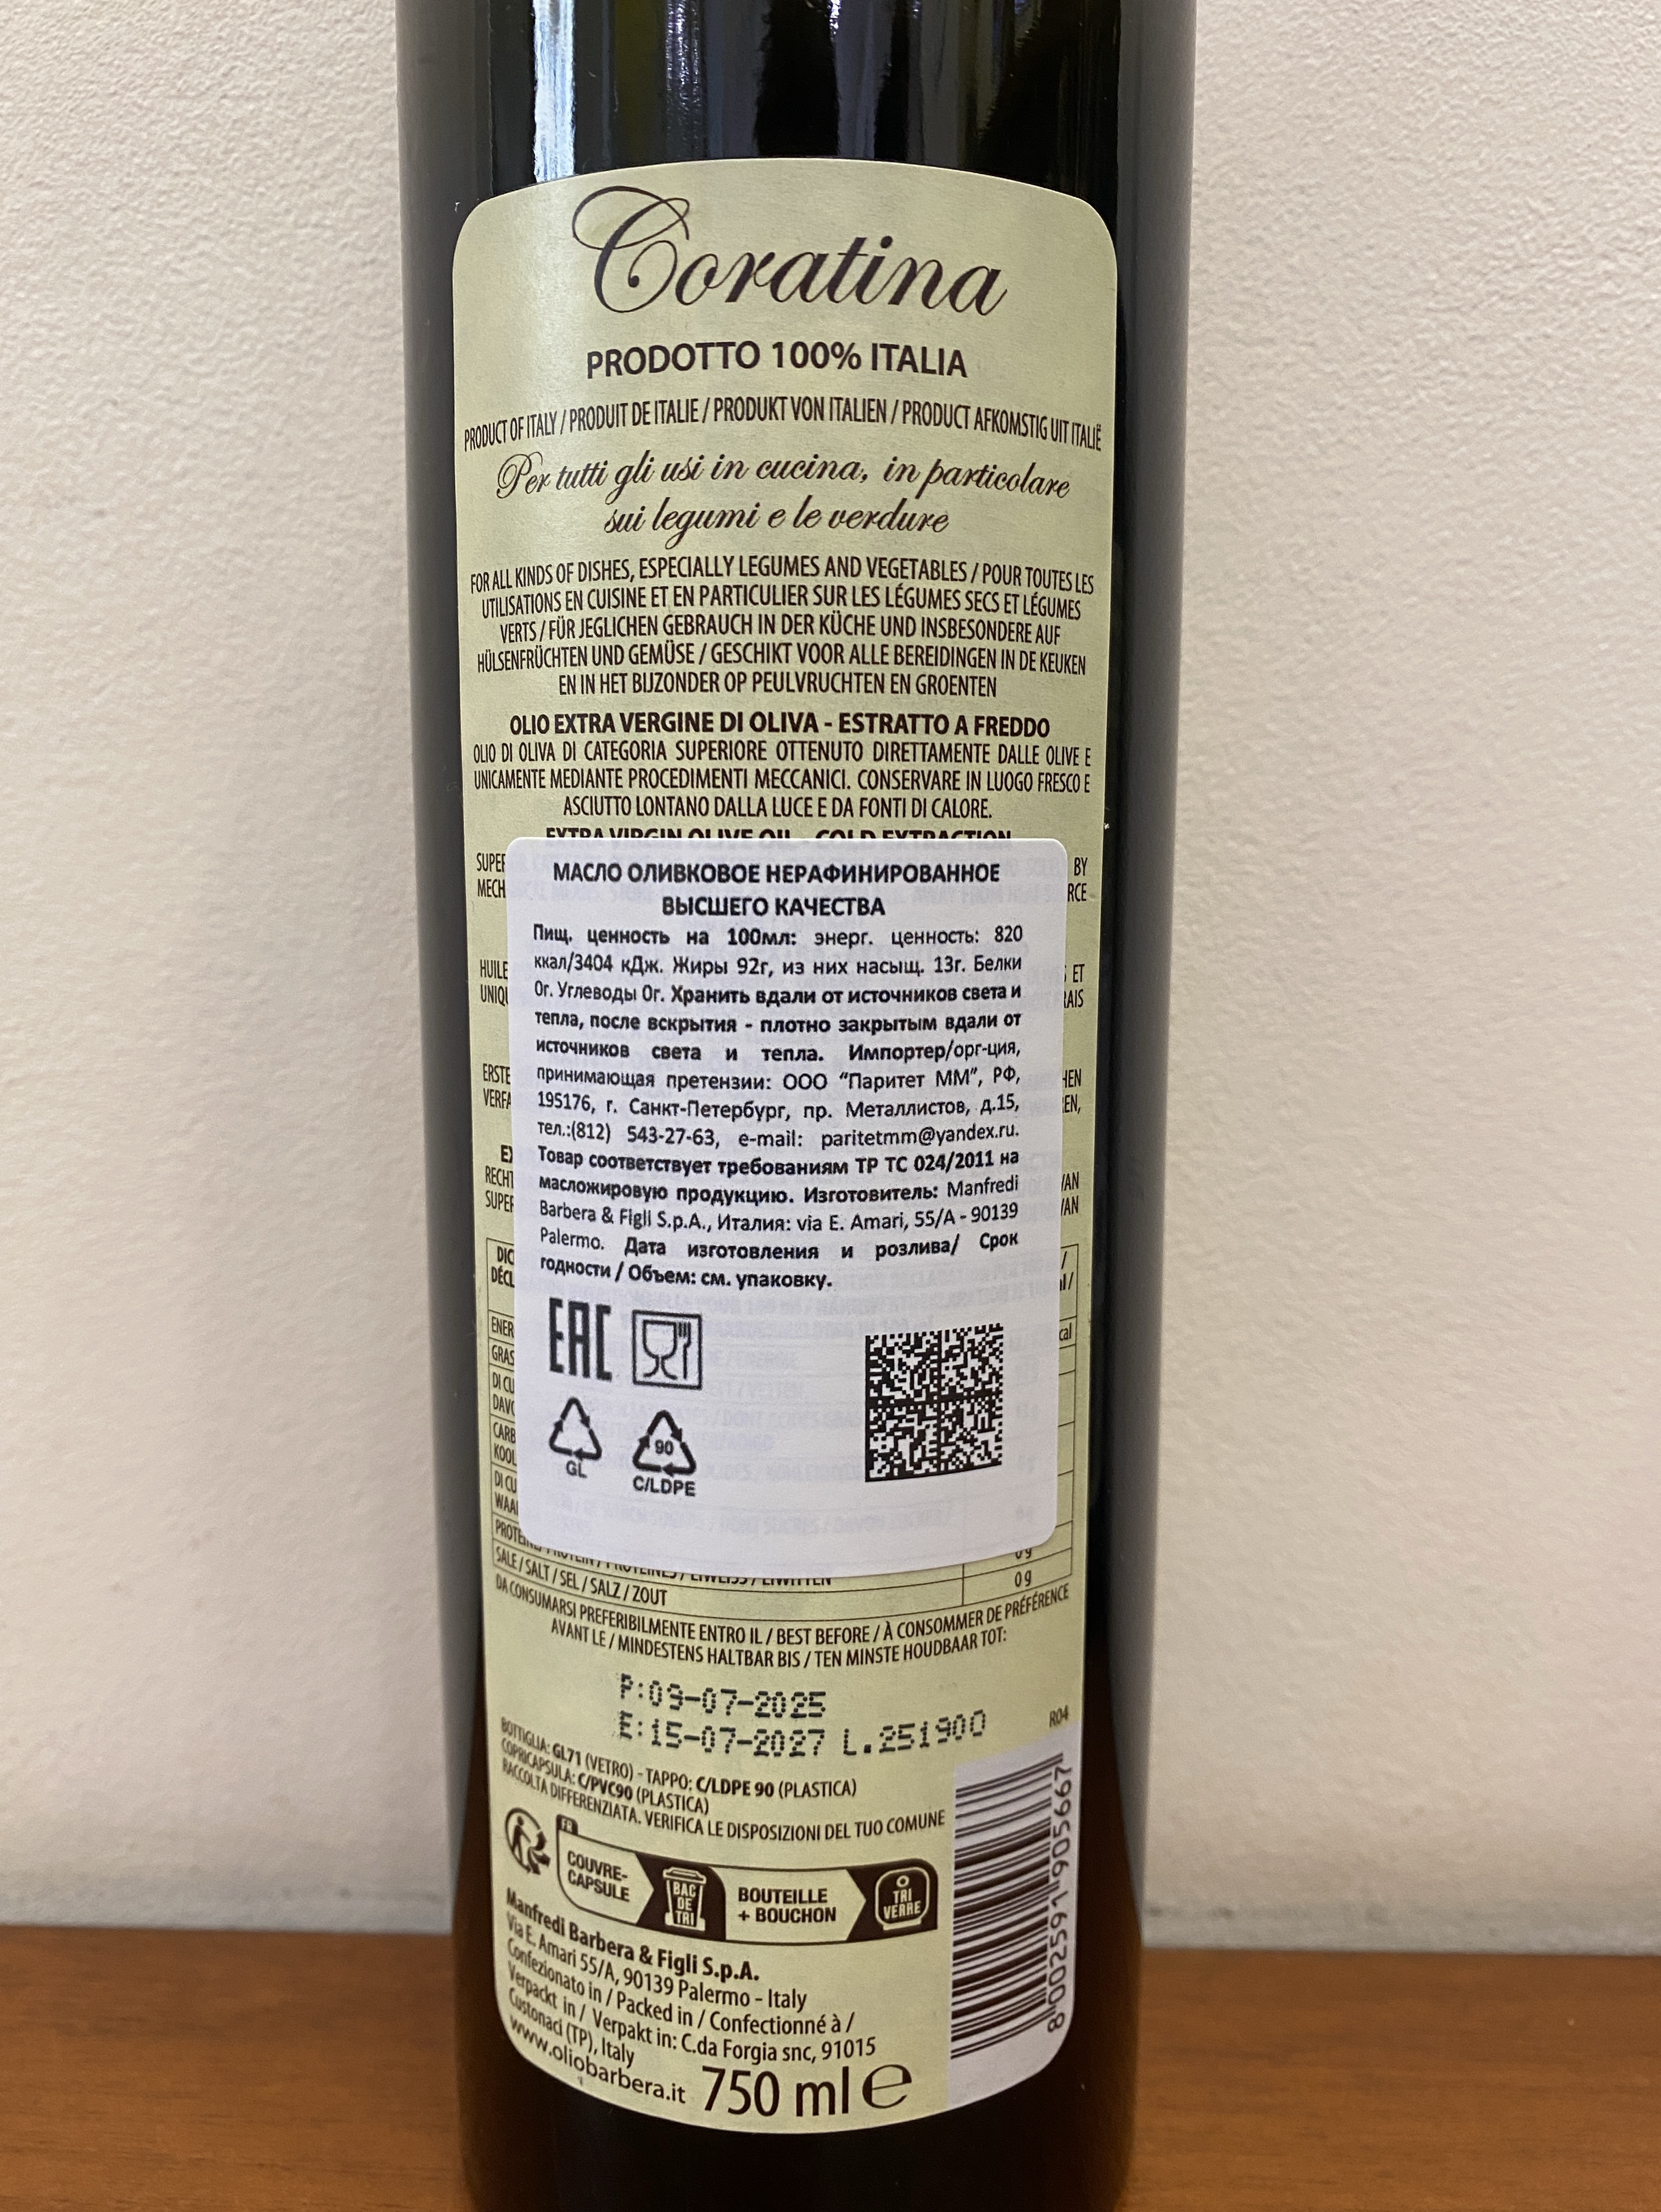 Coratina
PRODOTTO 100% ITALIA
PRODUCT OF ITALY / PRODUIT DE ITALIE / PRODUKT VON ITALIEN / PRODUCT AFKOMSTIG UIT ITALIË
Per tutti gli usi in cucina, in particolare
sui legumi e le verdure
FOR ALL KINDS OF DISHES, ESPECIALLY LEGUMES AND VEGETABLES / POUR TOUTES LES
UTILISATIONS EN CUISINE ET EN PARTICULIER SUR LES LÉGUMES SECS ET LÉGUMES
VERTS / FÜR JEGLICHEN GEBRAUCH IN DER KÜCHE UND INSBESONDERE AUF
HÜLSENFRÜCHTEN UND GEMÜSE / GESCHIKT VOOR ALLE BEREIDINGEN IN DE KEUKEN
EN IN HET BIJZONDER OP PEULVRUCHTEN EN GROENTEN
OLIO EXTRA VERGINE DI OLIVA - ESTRATTO A FREDDO
OLIO DI OLIVA DI CATEGORIA SUPERIORE OTTENUTO DIRETTAMENTE DALLE OLIVE E
UNICAMENTE MEDIANTE PROCEDIMENTI MECCANICI. CONSERVARE IN LUOGO FRESCO E
ASCIUTTO LONTANO DALLA LUCE E DA FONTI DI CALORE.
EXTRA VIRGIN OLIVE OIL - COLD EXTRACTION
МАСЛО ОЛИВКОВОЕ НЕРАФИНИРОВАННОЕ
ВЫСШЕГО КАЧЕСТВА
Пищ. ценность на 100мл: энерг. ценность: 820
ккал/3404 кДж. Жиры 92г, из них насыщ. 13г. Белки
0г. Углеводы 0г. Хранить вдали от источников света и
тепла, после вскрытия - плотно закрытым вдали от
источников света и тепла. Импортер/орг-ция,
принимающая претензии: ООО “Паритет ММ”, РФ,
195176, г. Санкт-Петербург, пр. Металлистов, д.15,
тел.:(812) 543-27-63, e-mail: paritetmm@yandex.ru.
Товар соответствует требованиям ТР ТС 024/2011 на
масложировую продукцию. Изготовитель: Manfredi
Barbera & Figli S.p.A., Италия: via E. Amari, 55/A - 90139
Palermo. Дата изготовления и розлива/ Срок
годности / Объем: см. упаковку.
EAC
GL
90
C/LDPE
0 g
SALE / SALT / SEL / SALZ / ZOUT 0 g
DA CONSUMARSI PREFERIBILMENTE ENTRO IL / BEST BEFORE / À CONSOMMER DE PRÉFÉRENCE
AVANT LE / MINDESTENS HALTBAR BIS / TEN MINSTE HOUDBAAR TOT:
P:09-07-2025
E:15-07-2027 L.251900
R04
BOTTIGLIA: GL71 (VETRO) - TAPPO: C/LDPE 90 (PLASTICA)
COPRICAPSULA: C/PVC90 (PLASTICA)
RACCOLTA DIFFERENZIATA. VERIFICA LE DISPOSIZIONI DEL TUO COMUNE
FR
COUVRE-
CAPSULE
BAC
DE
TRI
BOUTEILLE
+ BOUCHON
TRI
VERRE
Manfredi Barbera & Figli S.p.A.
Via E. Amari 55/A, 90139 Palermo - Italy
Confezionato in / Packed in / Confectionné à /
Verpackt in / Verpakt in: C.da Forgia snc, 91015
Custonaci (TP), Italy
www.oliobarbera.it
750 ml e
8 002591 905667